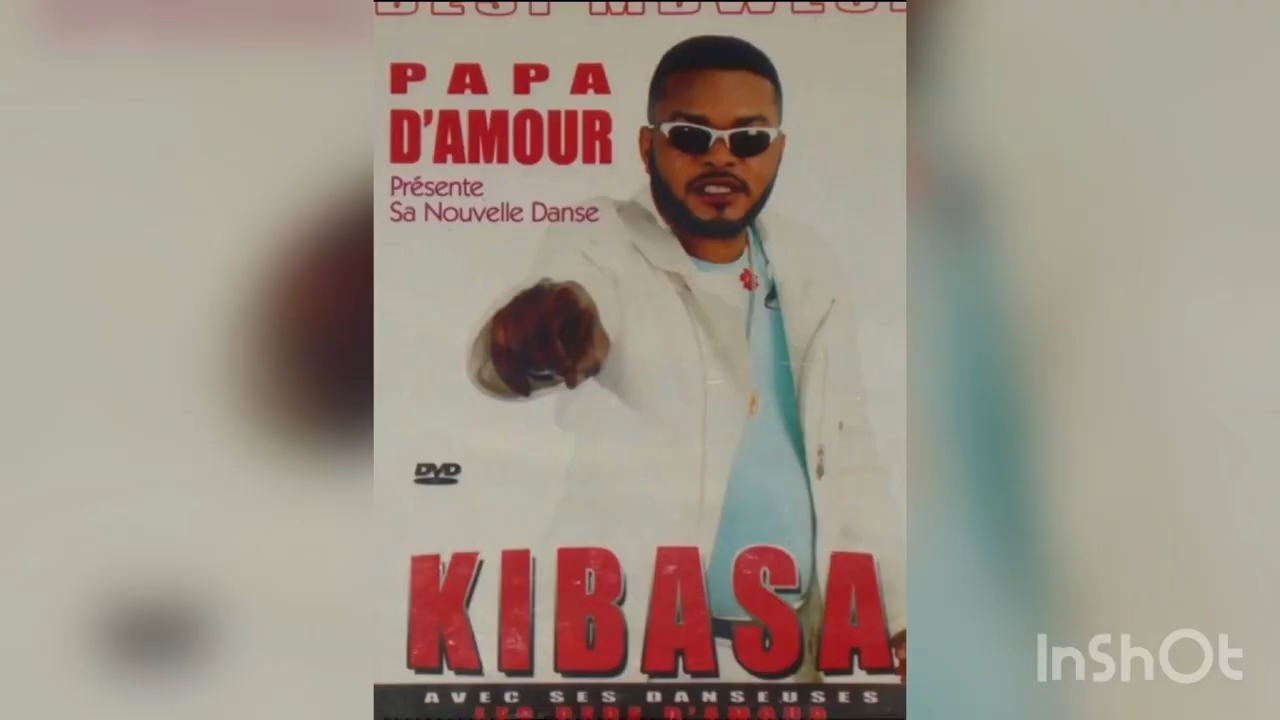 PAPA
D'AMOUR
Présente
Sa Nouvelle Danse
DVD
KIBASA
AVEC SES DANSEUSES
InShOt